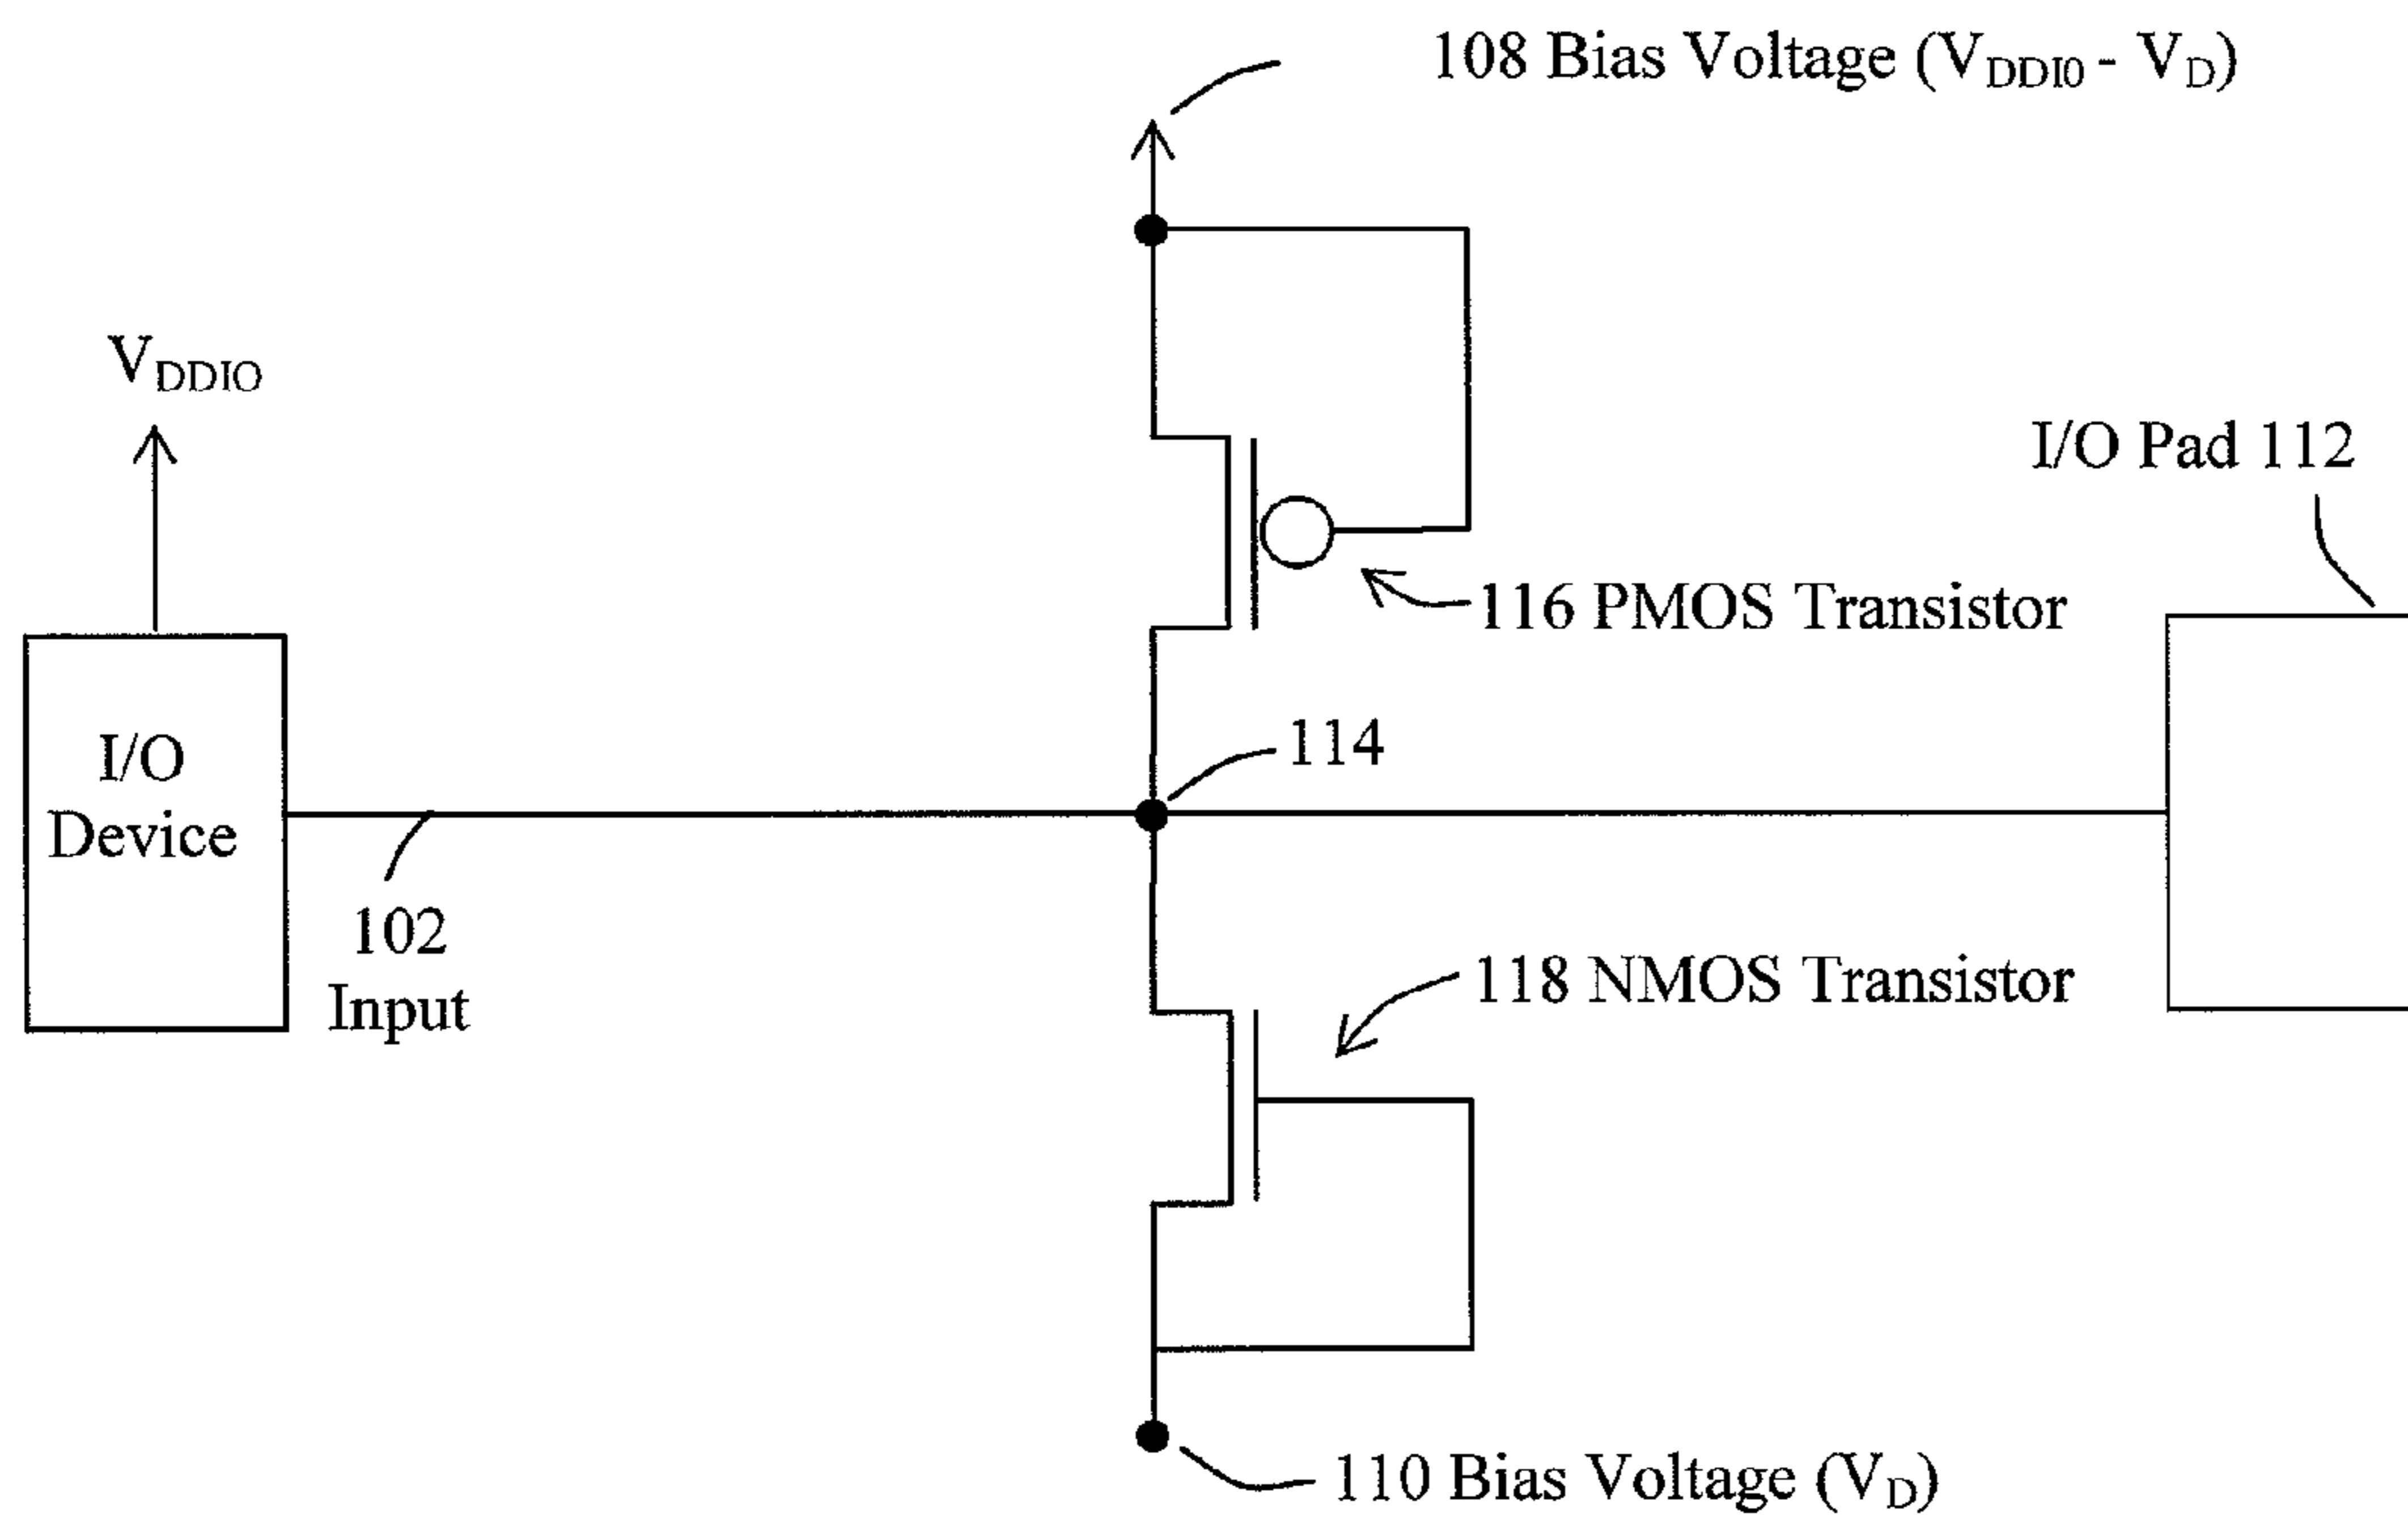 108 Bias Voltage (VDDI0 - VD)
VDDIO
I/O Pad 112
116 PMOS Transistor
114
I/O
Device
102
Input
118 NMOS Transistor
110 Bias Voltage (VD)